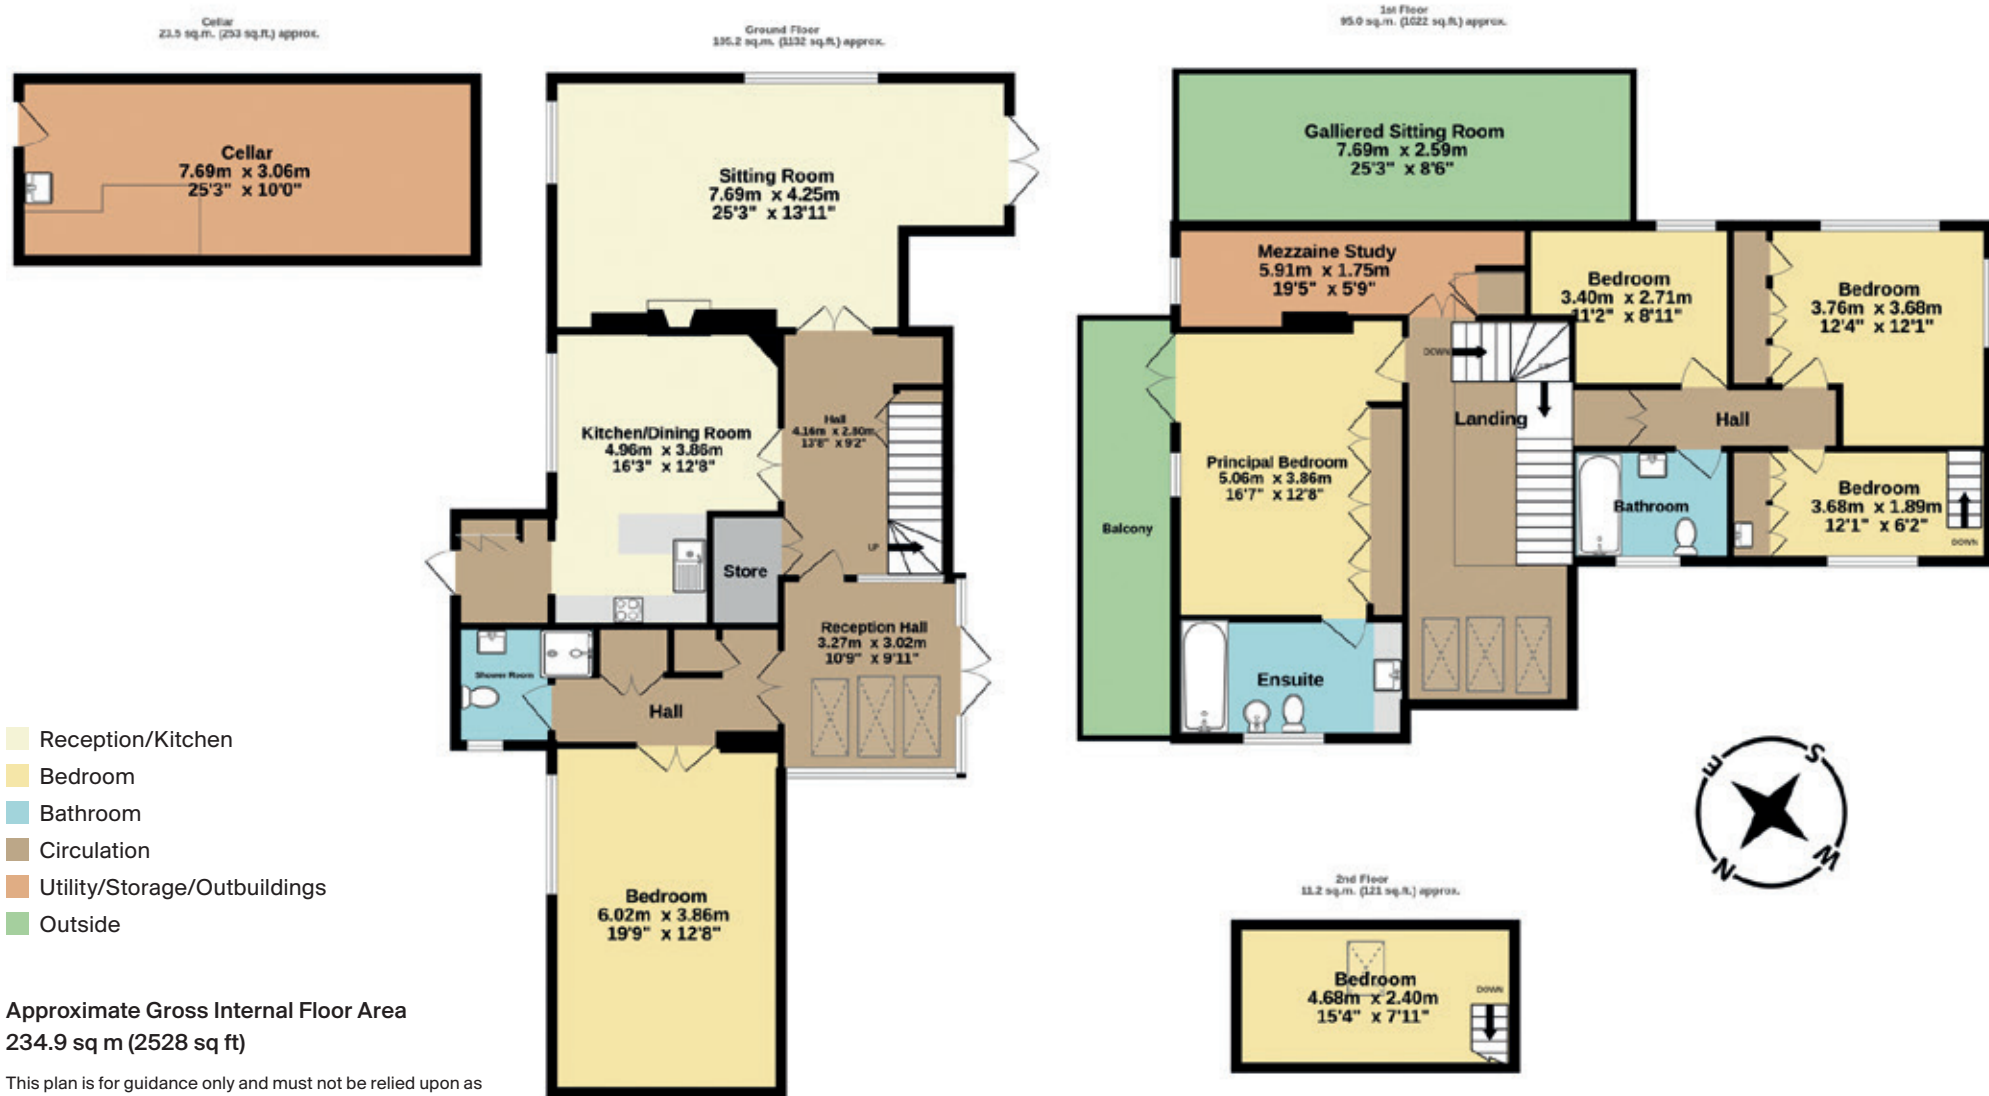 Cellar
23.5 sq.m. (253 sq.ft.) approx.
Cellar
7.69m x 3.06m
25'3" x 10'0"
Ground Floor
105.2 sq.m. (1132 sq.ft.) approx.
Sitting Room
7.69m x 4.25m
25'3" x 13'11"
Kitchen/Dining Room
4.96m x 3.86m
16'3" x 12'8"
Hall
4.16m x 2.80m
13'8" x 9'2"
UP
Store
Reception Hall
3.27m x 3.02m
10'9" x 9'11"
Shower Room
Hall
Bedroom
6.02m x 3.86m
19'9" x 12'8"
1st Floor
95.0 sq.m. (1022 sq.ft.) approx.
Galliered Sitting Room
7.69m x 2.59m
25'3" x 8'6"
Mezzaine Study
5.91m x 1.75m
19'5" x 5'9"
Bedroom
3.40m x 2.71m
11'2" x 8'11"
Bedroom
3.76m x 3.68m
12'4" x 12'1"
DOWN
UP
Landing
Hall
Principal Bedroom
5.06m x 3.86m
16'7" x 12'8"
Balcony
Bathroom
Bedroom
3.68m x 1.89m
12'1" x 6'2"
DOWN
Ensuite
E
S
N
W
2nd Floor
11.2 sq.m. (121 sq.ft.) approx.
Bedroom
4.68m x 2.40m
15'4" x 7'11"
DOWN
Reception/Kitchen
Bedroom
Bathroom
Circulation
Utility/Storage/Outbuildings
Outside
Approximate Gross Internal Floor Area
234.9 sq m (2528 sq ft)
This plan is for guidance only and must not be relied upon as